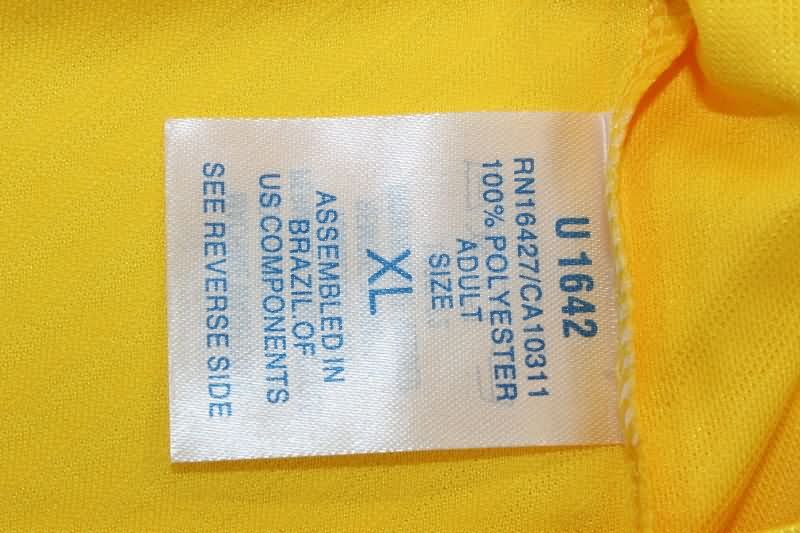 U 1642
RN16427/CA10311
100% POLYESTER
ADULT
SIZE
XL
ASSEMBLED IN
BRAZIL OF
US COMPONENTS
SEE REVERSE SIDE